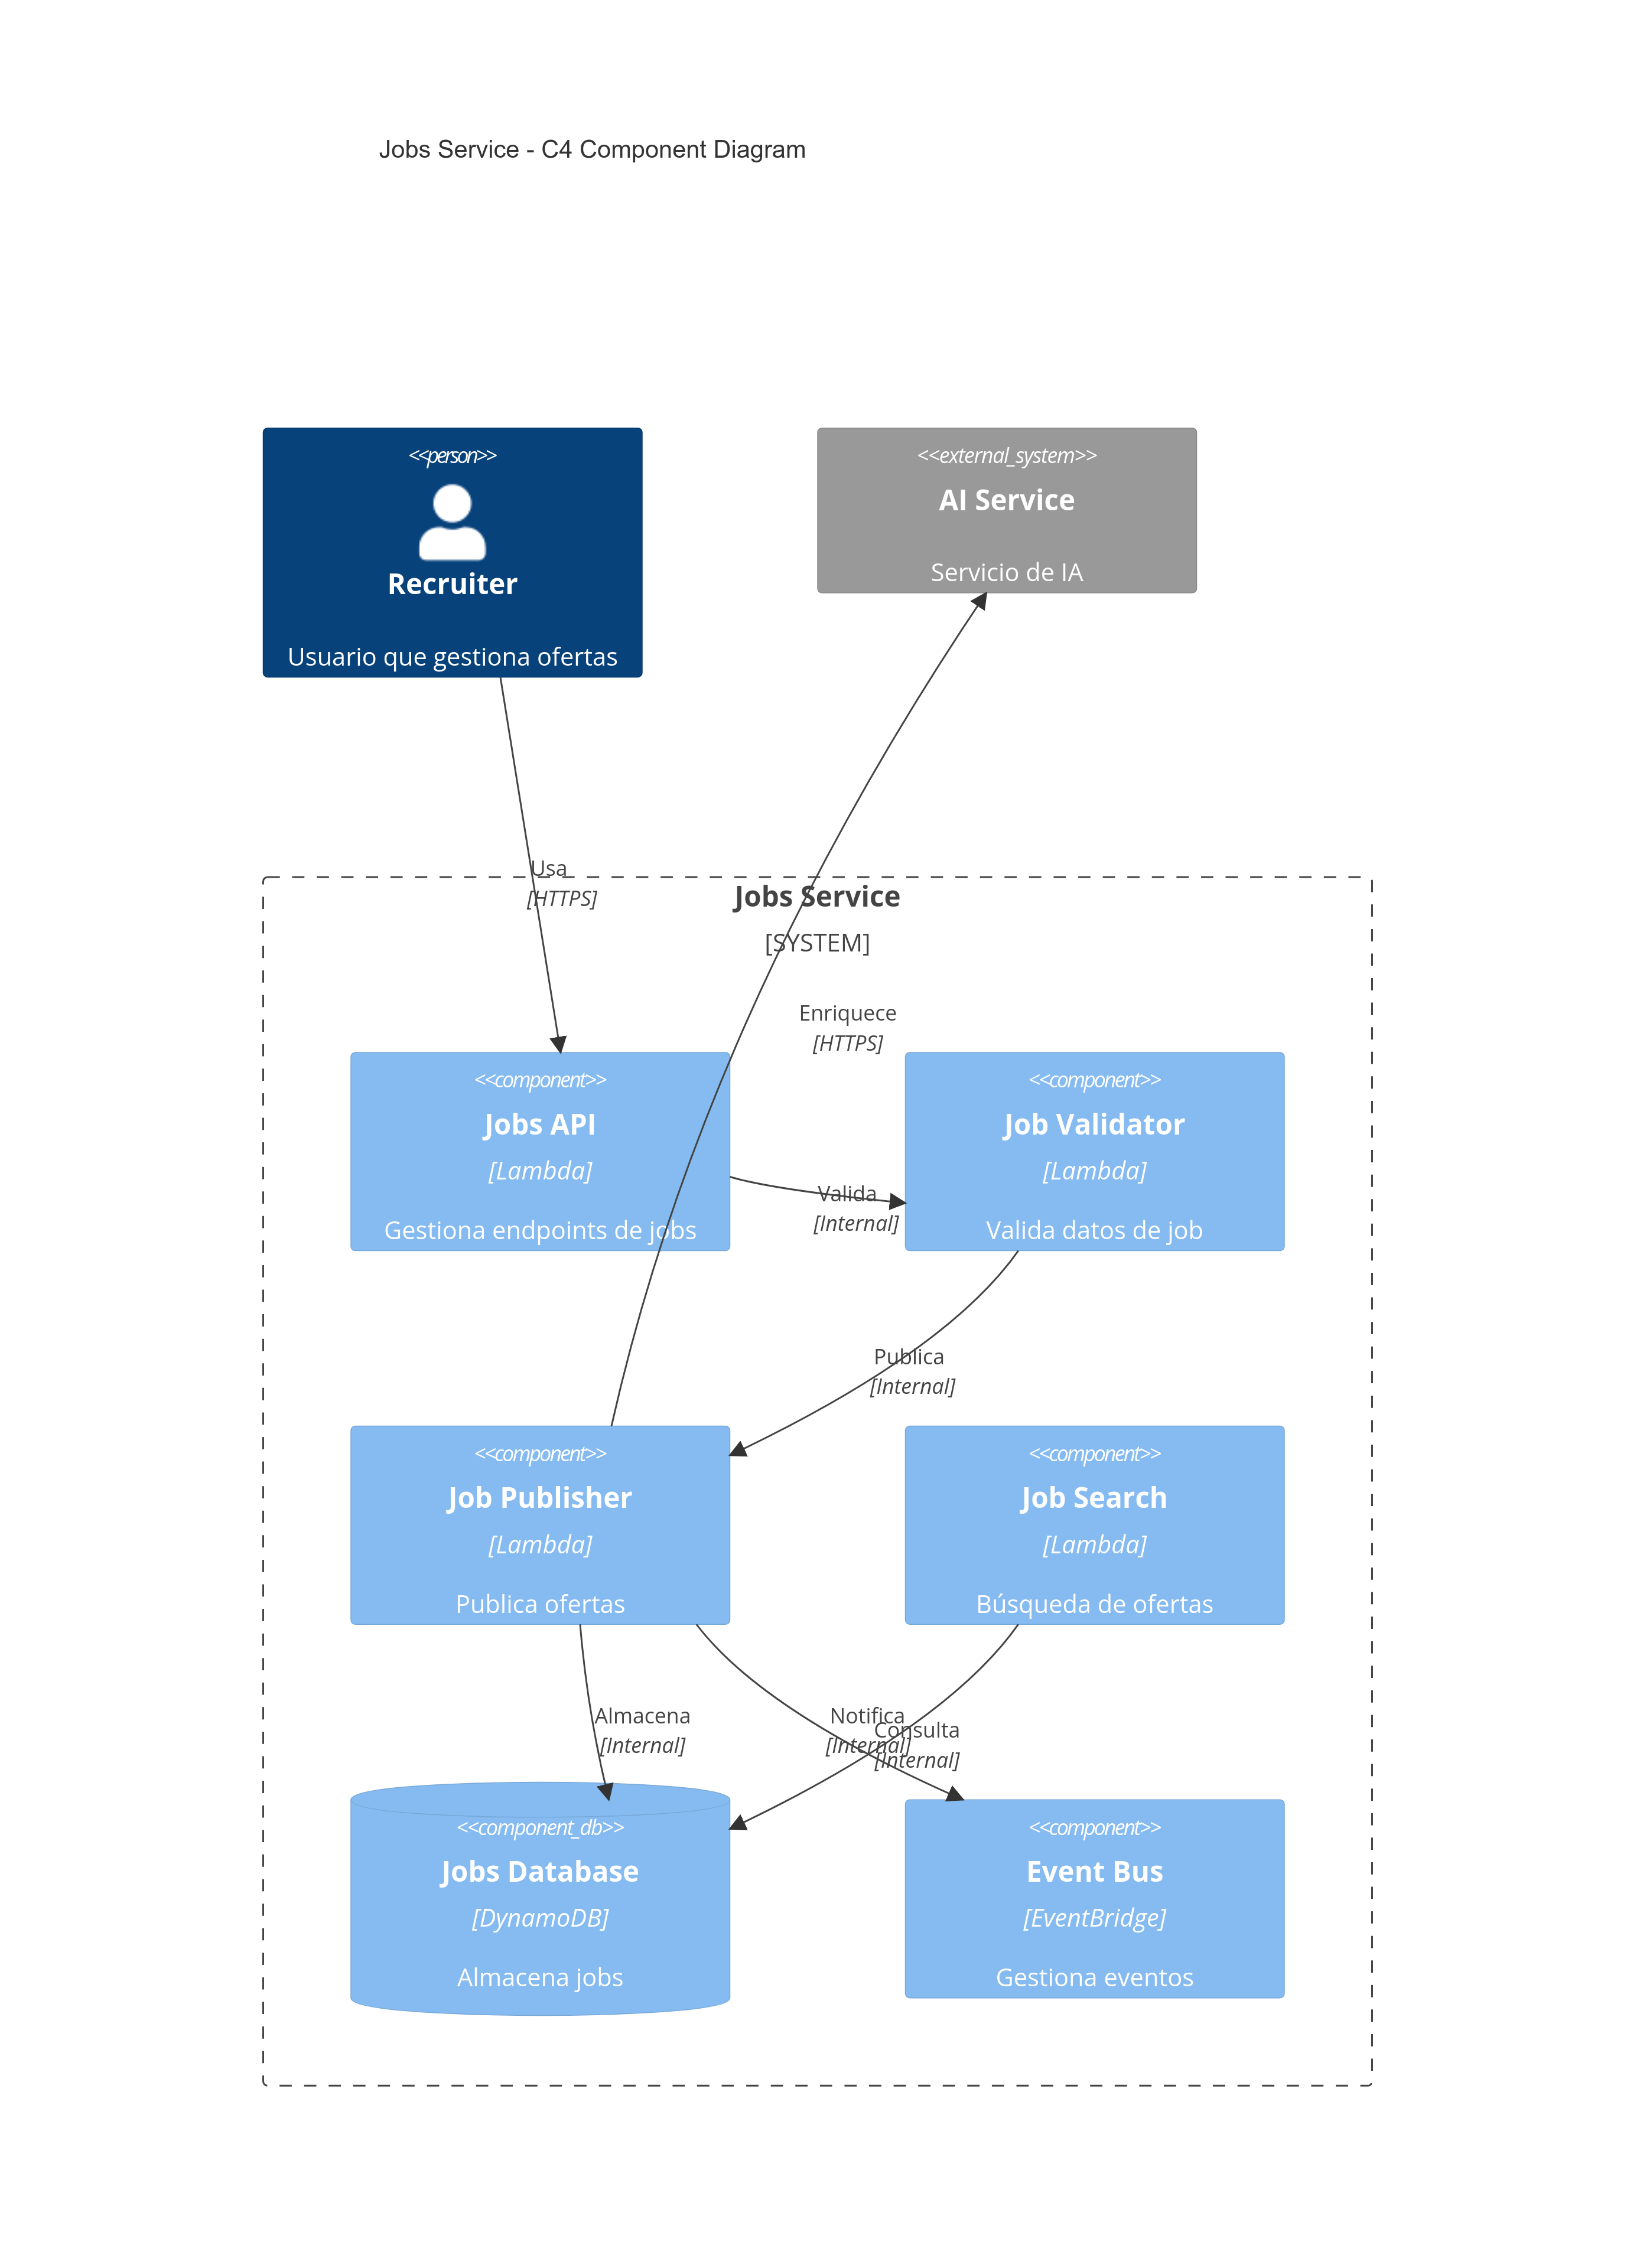 Jobs Service - C4 Component Diagram
<<person>>
Recruiter
Usuario que gestiona ofertas
<<external_system>>
AI Service
Servicio de IA
Usa
[HTTPS]
Jobs Service
[SYSTEM]
Enriquece
[HTTPS]
<<component>>
Jobs API
[Lambda]
Gestiona endpoints de jobs
Valida
[Internal]
<<component>>
Job Validator
[Lambda]
Valida datos de job
Publica
[Internal]
<<component>>
Job Publisher
[Lambda]
Publica ofertas
<<component>>
Job Search
[Lambda]
Búsqueda de ofertas
Almacena
[Internal]
Notifica
[Internal]
Consulta
[Internal]
<<component_db>>
Jobs Database
[DynamoDB]
Almacena jobs
<<component>>
Event Bus
[EventBridge]
Gestiona eventos